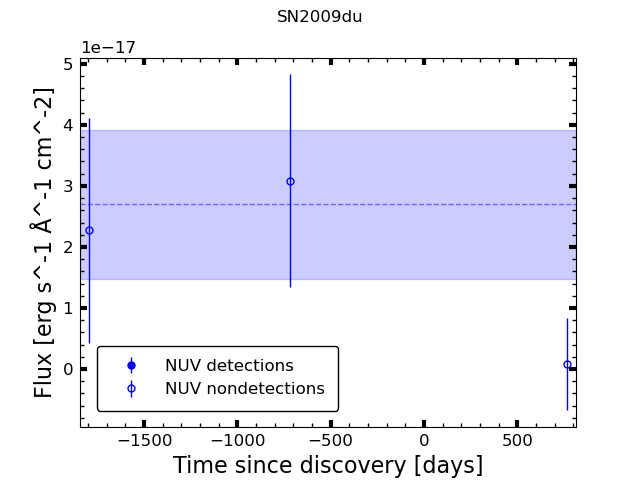 SN2009du
1e−17
5
4
3
2
1
0
Flux [erg s^-1 Å^-1 cm^-2]
NUV detections
NUV nondetections
−1500 −1000 −500 0 500
Time since discovery [days]